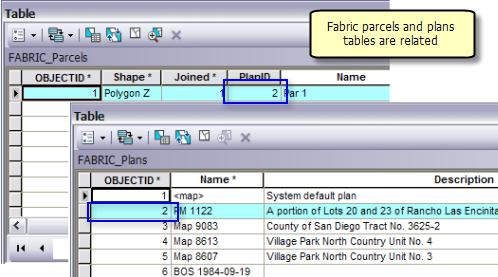 Table
Fabric parcels and plans
tables are related
FABRIC_Parcels
OBJECTID * Shape * Joined * PlanID Name
1 Polygon Z 1 2 Par 1
Table
FABRIC_Plans
OBJECTID * Name * Description
1 <map> System default plan
2 PM 1122 A portion of Lots 20 and 23 of Rancho Las Encinita
3 Map 9083 County of San Diego Tract No. 3625-2
4 Map 8613 Village Park North Country Unit No. 4
5 Map 8607 Village Park North Country Unit No. 3
6 BOS 1984-09-19